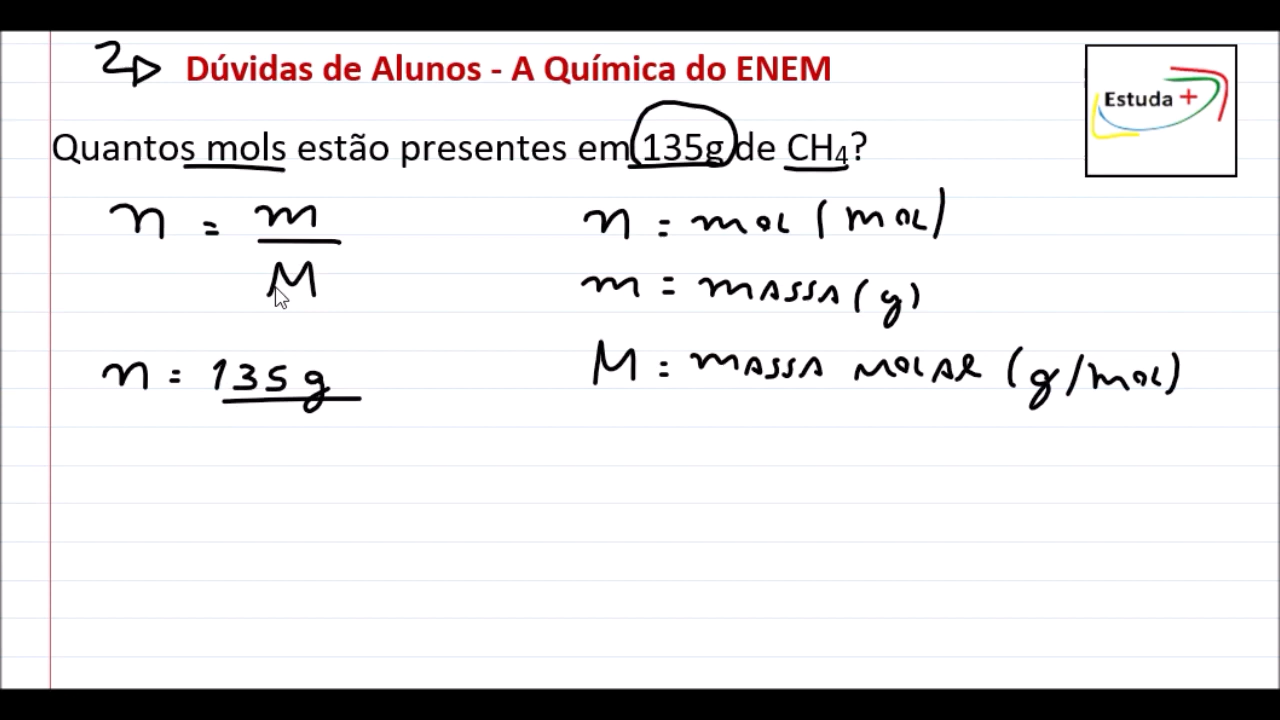 2▷ Dúvidas de Alunos - A Química do ENEM
Estuda +
Quantos mols estão presentes em 135g de CH₄?
n = m / M
n = mol (mol)
m = massa (g)
M = massa molar (g/mol)
n = 135g